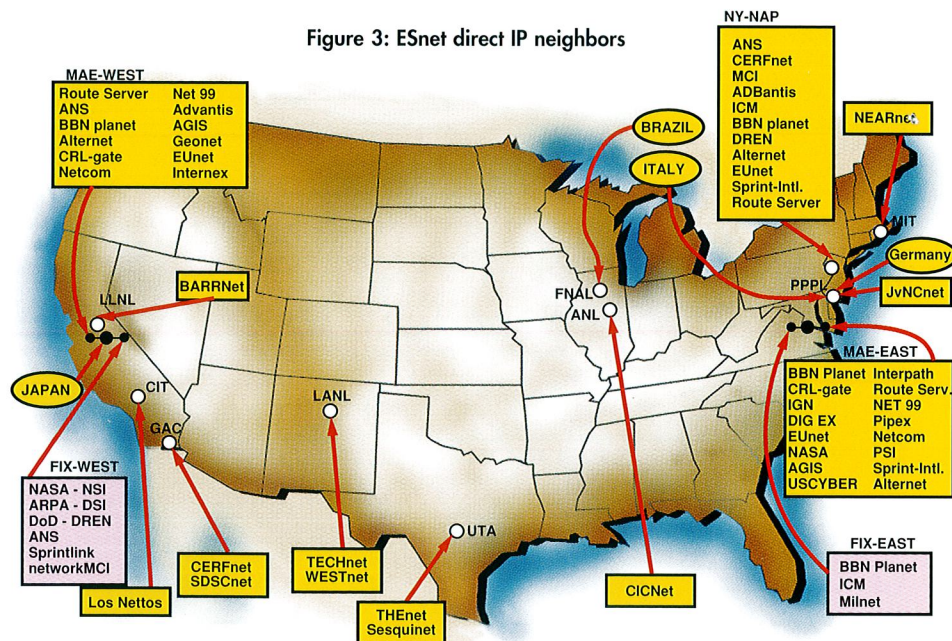 Figure 3: ESnet direct IP neighbors
MAE-WEST
Route Server Net 99
ANS Advantis
BBN planet AGIS
Alternet Geonet
CRL-gate EUnet
Netcom Internex
NY-NAP
ANS
CERFnet
MCI
ADBantis
ICM
BBN planet
DREN
Alternet
EUnet
Sprint-Intl.
Route Server
BRAZIL
ITALY
NEARnet
MIT
Germany
PPPL
JvNCnet
BARRNet
LLNL
FNAL
ANL
JAPAN
CIT
LANL
GAC
UTA
MAE-EAST
BBN Planet Interpath
CRL-gate Route Serv.
IGN NET 99
DIG EX Pipex
EUnet Netcom
NASA PSI
AGIS Sprint-Intl.
USCYBER Alternet
FIX-WEST
NASA - NSI
ARPA - DSI
DoD - DREN
ANS
Sprintlink
networkMCI
Los Nettos
CERFnet
SDSCnet
TECHnet
WESTnet
THEnet
Sesquinet
CICNet
FIX-EAST
BBN Planet
ICM
Milnet